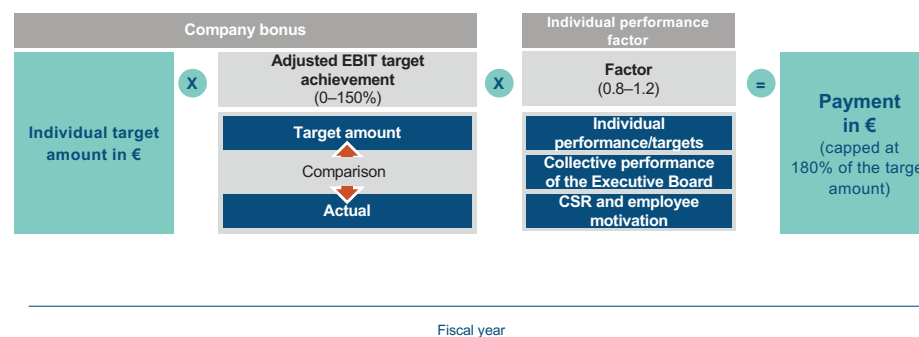 Company bonus
Individual performance
factor
Individual target
amount in €
X
Adjusted EBIT target
achievement
(0–150%)
Target amount
Comparison
Actual
X
Factor
(0.8–1.2)
Individual
performance/targets
Collective performance
of the Executive Board
CSR and employee
motivation
=
Payment
in €
(capped at
180% of the targe
amount)
Fiscal year